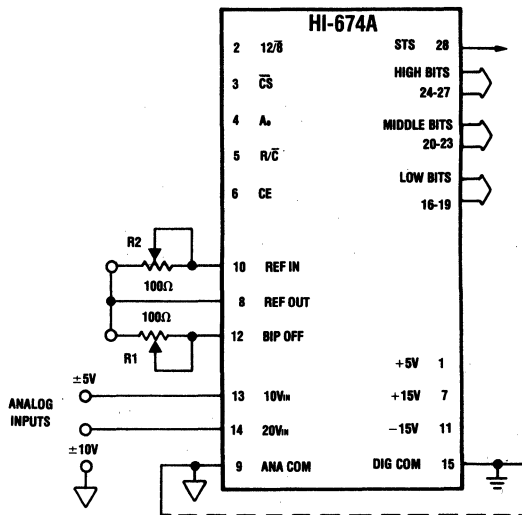 HI-674A
2 12/8̅
STS 28
3 C̅S̅
HIGH BITS
24-27
4 Aₒ
MIDDLE BITS
20-23
5 R/C̅
LOW BITS
16-19
6 CE
R2
100Ω
10 REF IN
8 REF OUT
100Ω
12 BIP OFF
R1
+5V 1
±5V
13 10VIN
+15V 7
ANALOG
INPUTS
14 20VIN
-15V 11
±10V
9 ANA COM
DIG COM 15